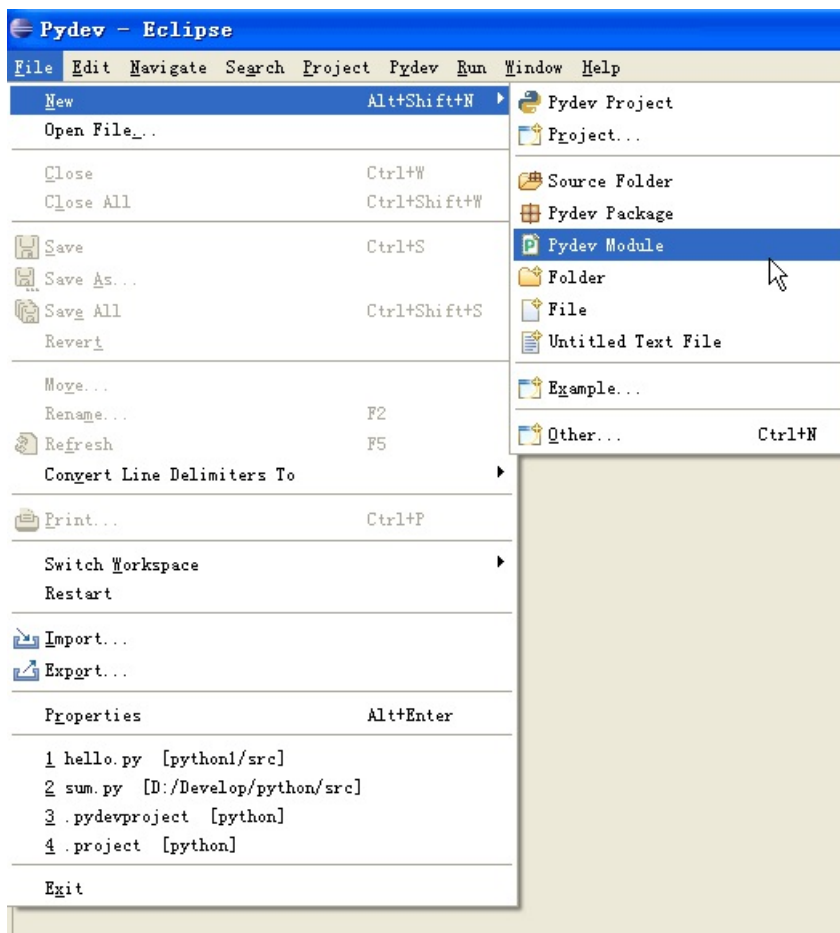 Pydev - Eclipse
File Edit Navigate Search Project Pydev Run Window Help
New Alt+Shift+N
Open File...
Close Ctrl+W
Close All Ctrl+Shift+W
Save Ctrl+S
Save As...
Save All Ctrl+Shift+S
Revert
Move...
Rename... F2
Refresh F5
Convert Line Delimiters To
Print... Ctrl+P
Switch Workspace
Restart
Import...
Export...
Properties Alt+Enter
1 hello.py [python1/src]
2 sum.py [D:/Develop/python/src]
3 .pydevproject [python]
4 .project [python]
Exit
Pydev Project
Project...
Source Folder
Pydev Package
Pydev Module
Folder
File
Untitled Text File
Example...
Other... Ctrl+N